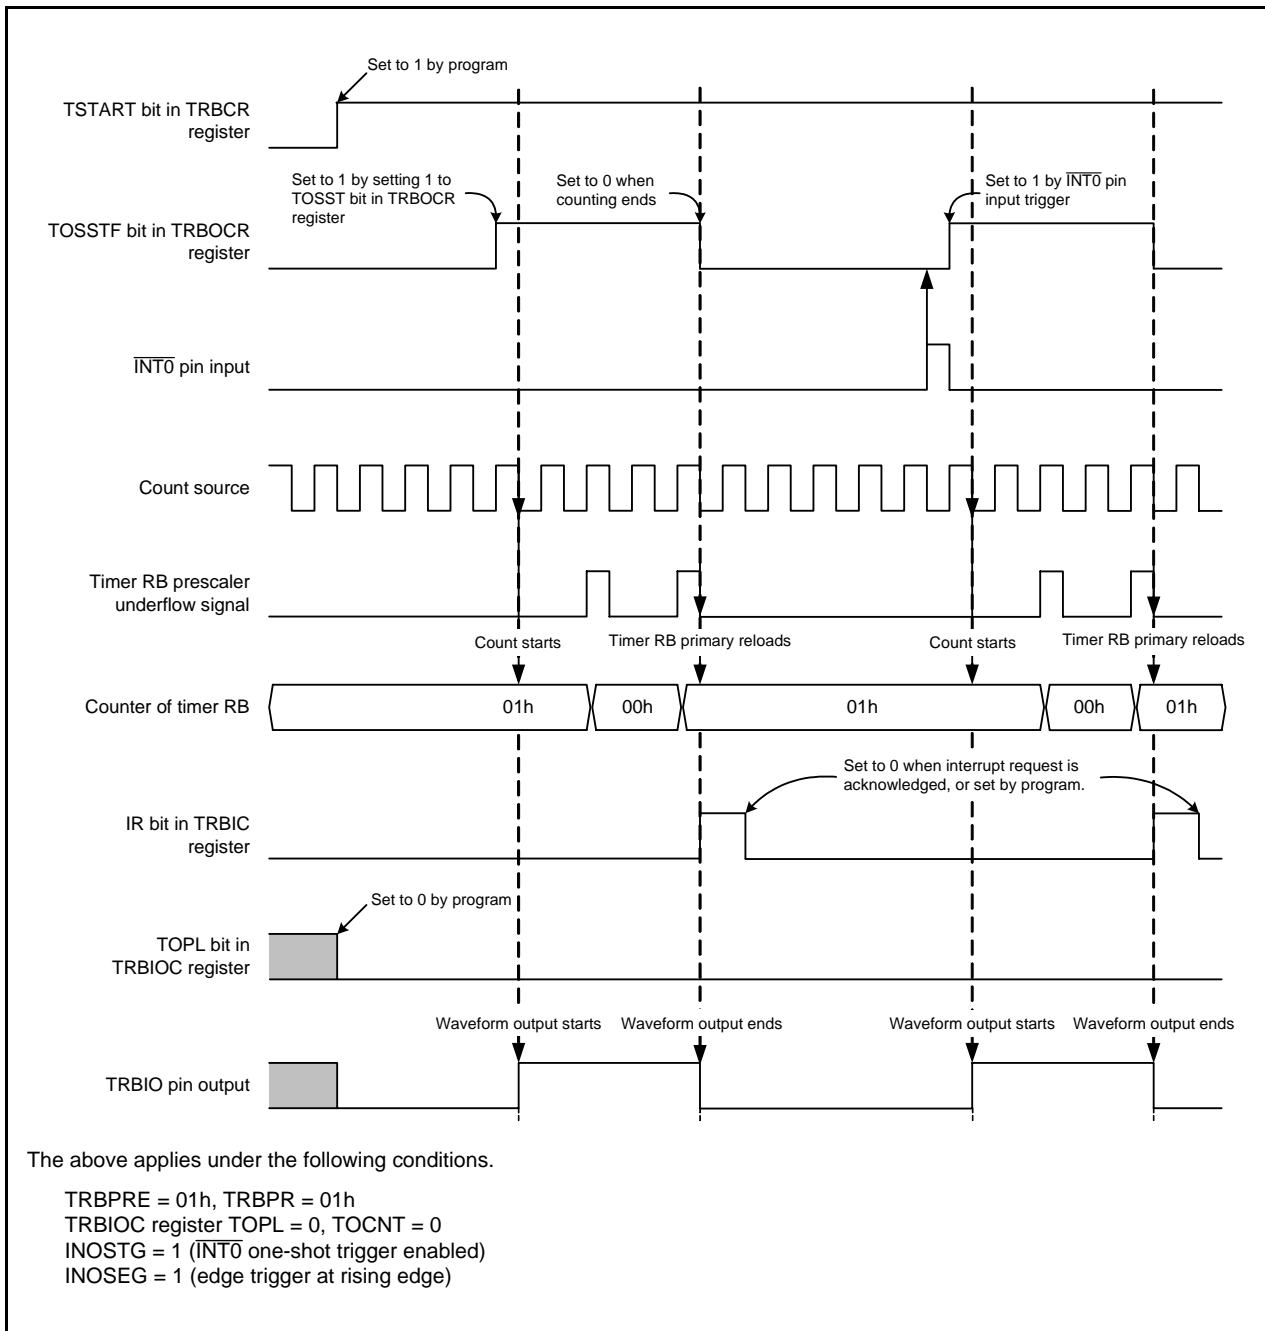 Set to 1 by program
TSTART bit in TRBCR
register
Set to 1 by setting 1 to
TOSST bit in TRBOCR
register
Set to 0 when
counting ends
Set to 1 by INT0 pin
input trigger
TOSSTF bit in TRBOCR
register
INT0 pin input
Count source
Timer RB prescaler
underflow signal
Count starts
Timer RB primary reloads
Count starts
Timer RB primary reloads
Counter of timer RB
01h
00h
01h
00h
01h
Set to 0 when interrupt request is
acknowledged, or set by program.
IR bit in TRBIC
register
Set to 0 by program
TOPL bit in
TRBIOC register
Waveform output starts
Waveform output ends
Waveform output starts
Waveform output ends
TRBIO pin output
The above applies under the following conditions.
TRBPRE = 01h, TRBPR = 01h
TRBIOC register TOPL = 0, TOCNT = 0
INOSTG = 1 (INT0 one-shot trigger enabled)
INOSEG = 1 (edge trigger at rising edge)